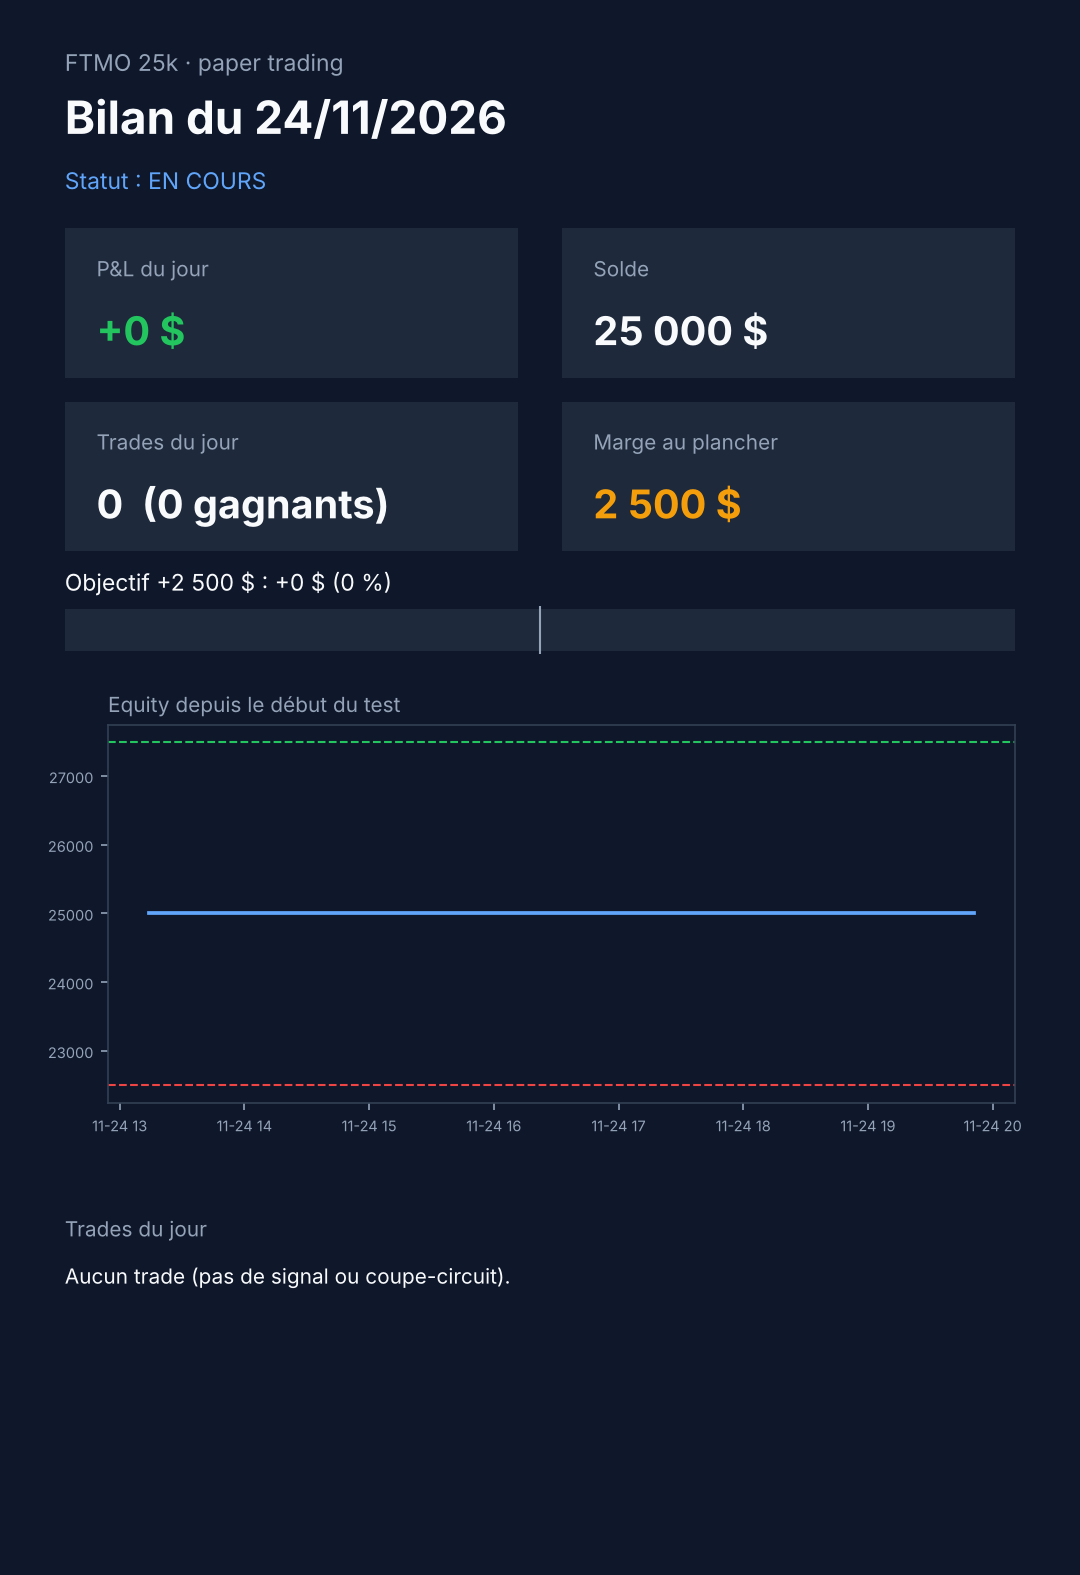 FTMO 25k · paper trading
Bilan du 24/11/2026
Statut : EN COURS
P&L du jour
+0 $
Solde
25 000 $
Trades du jour
0 (0 gagnants)
Marge au plancher
2 500 $
Objectif +2 500 $ : +0 $ (0 %)
Equity depuis le début du test
27000
26000
25000
24000
23000
11-24 13
11-24 14
11-24 15
11-24 16
11-24 17
11-24 18
11-24 19
11-24 20
Trades du jour
Aucun trade (pas de signal ou coupe-circuit).